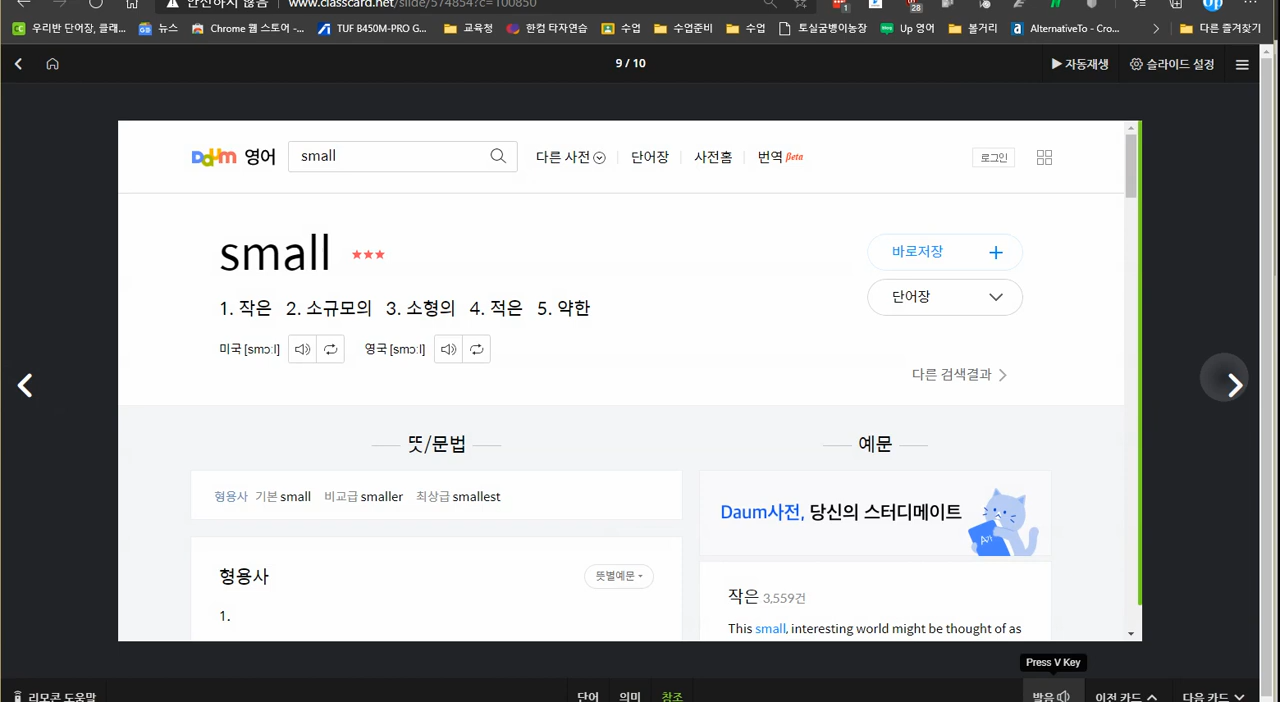 안전하지 않음 www.classcard.net/slide/574854?c=100850
우리반 단어장, 클래... 뉴스 Chrome 웹 스토어 -... TUF B450M-PRO G... 교육청 한컴 타자연습 수업 수업준비 수업 토실굼벵이농장 Up 영어 볼거리 AlternativeTo - Cro... 다른 즐겨찾기
9 / 10 자동재생 슬라이드 설정
Daum 영어 small 다른 사전 단어장 사전홈 번역 Beta 로그인
small
바로저장
1. 작은 2. 소규모의 3. 소형의 4. 적은 5. 약한
단어장
미국 [smɔːl] 영국 [smɔːl]
다른 검색결과
뜻/문법 예문
형용사 기본 small 비교급 smaller 최상급 smallest
Daum사전, 당신의 스터디메이트
형용사 뜻별예문
작은 3,559건
1.
This small, interesting world might be thought of as
Press V Key
리모콘 도움말 단어 의미 참조 발음 이전 카드 다음 카드